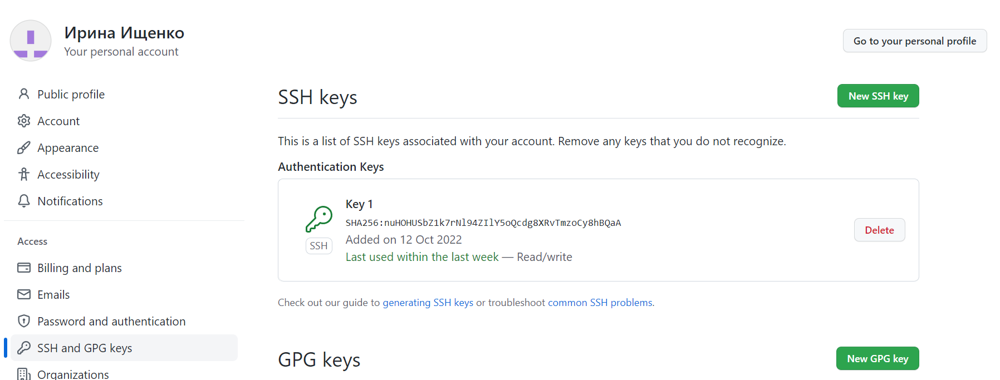 Ирина Ищенко
Your personal account
Go to your personal profile
Public profile
Account
Appearance
Accessibility
Notifications
Access
Billing and plans
Emails
Password and authentication
SSH and GPG keys
Organizations
SSH keys
New SSH key
This is a list of SSH keys associated with your account. Remove any keys that you do not recognize.
Authentication Keys
Key 1
SHA256:nuHOHUSbZ1k7rNl94ZIlY5oQcdg8XRvTmzoCy8hBQaA
SSH
Added on 12 Oct 2022
Last used within the last week — Read/write
Delete
Check out our guide to generating SSH keys or troubleshoot common SSH problems.
GPG keys
New GPG key